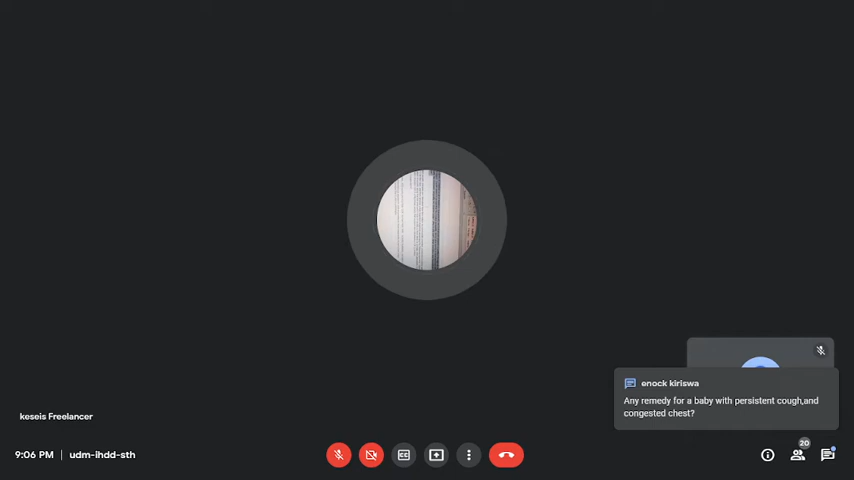 enock kiriswa
Any remedy for a baby with persistent cough,and
congested chest?
keseis Freelancer
9:06 PM | udm-ihdd-sth
CC
20